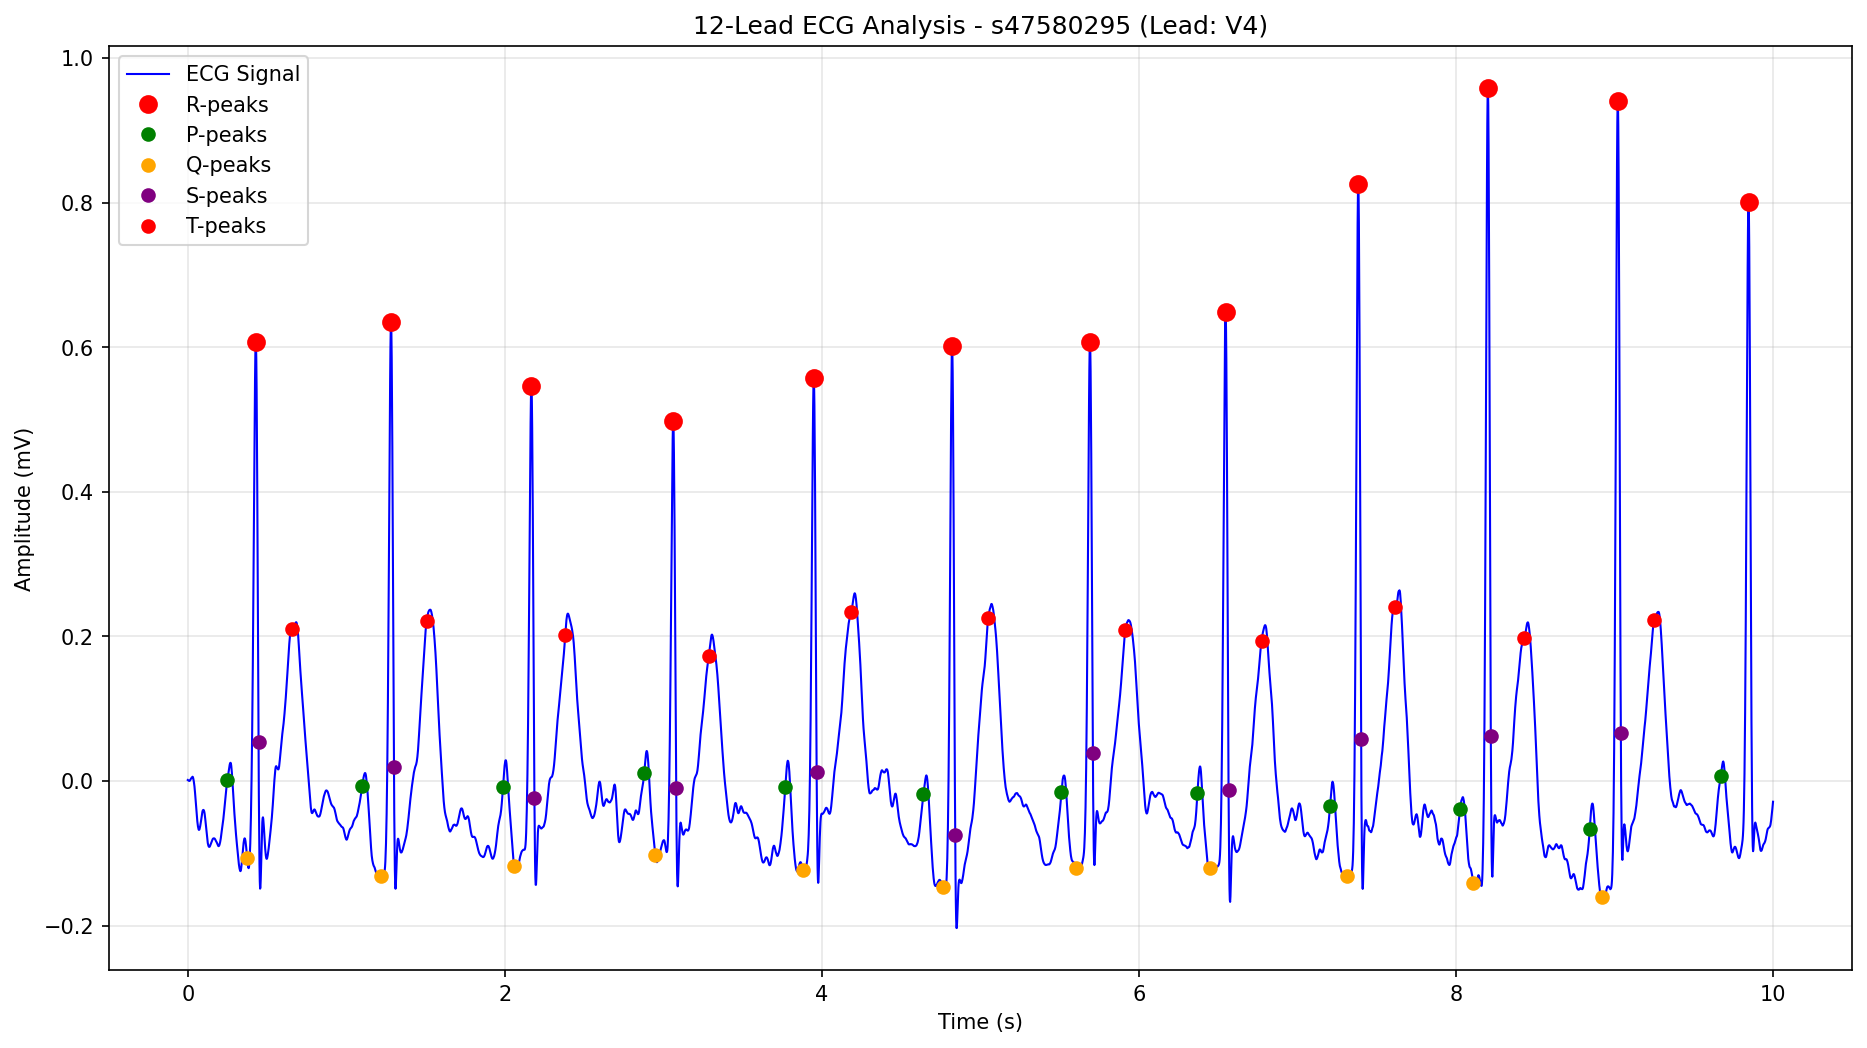 12-Lead ECG Analysis - s47580295 (Lead: V4)
ECG Signal
R-peaks
P-peaks
Q-peaks
S-peaks
T-peaks
Amplitude (mV)
1.0
0.8
0.6
0.4
0.2
0.0
−0.2
0 2 4 6 8 10
Time (s)